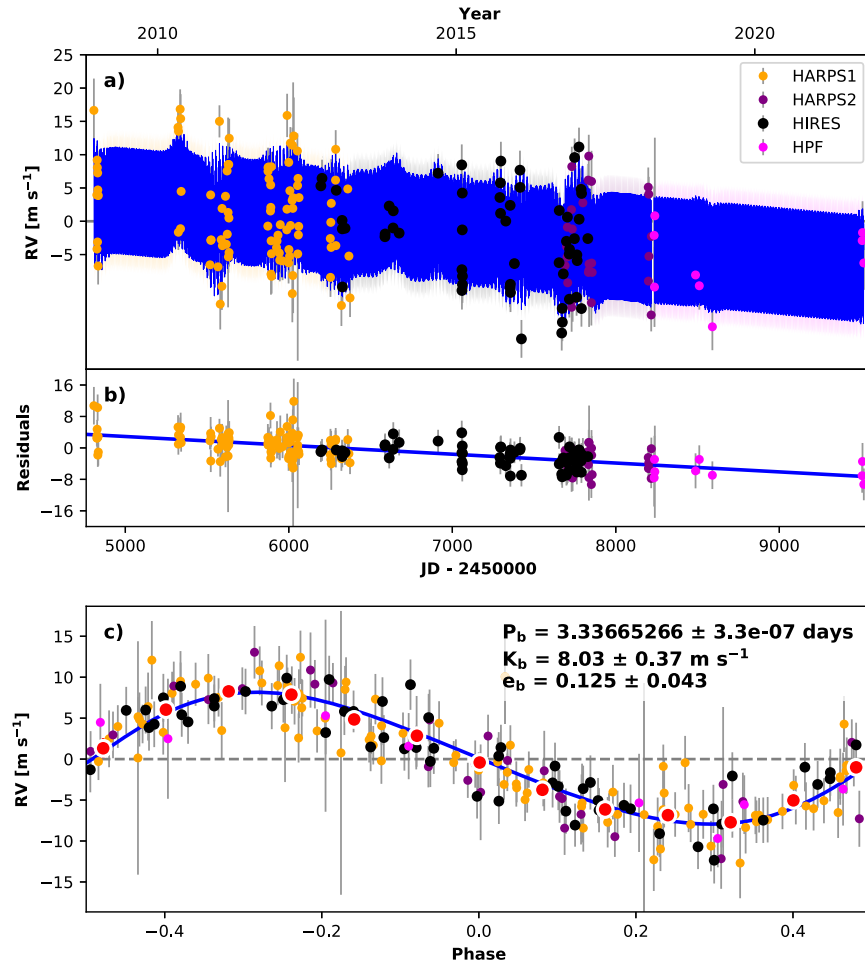 Year
2010 2015 2020
a)
HARPS1
HARPS2
HIRES
HPF
RV [m s⁻¹]
25
20
15
10
5
0
−5
b)
Residuals
16
8
0
−8
−16
5000 6000 7000 8000 9000
JD - 2450000
c)
P_b = 3.33665266 ± 3.3e-07 days
K_b = 8.03 ± 0.37 m s⁻¹
e_b = 0.125 ± 0.043
RV [m s⁻¹]
15
10
5
0
−5
−10
−15
−0.4 −0.2 0.0 0.2 0.4
Phase